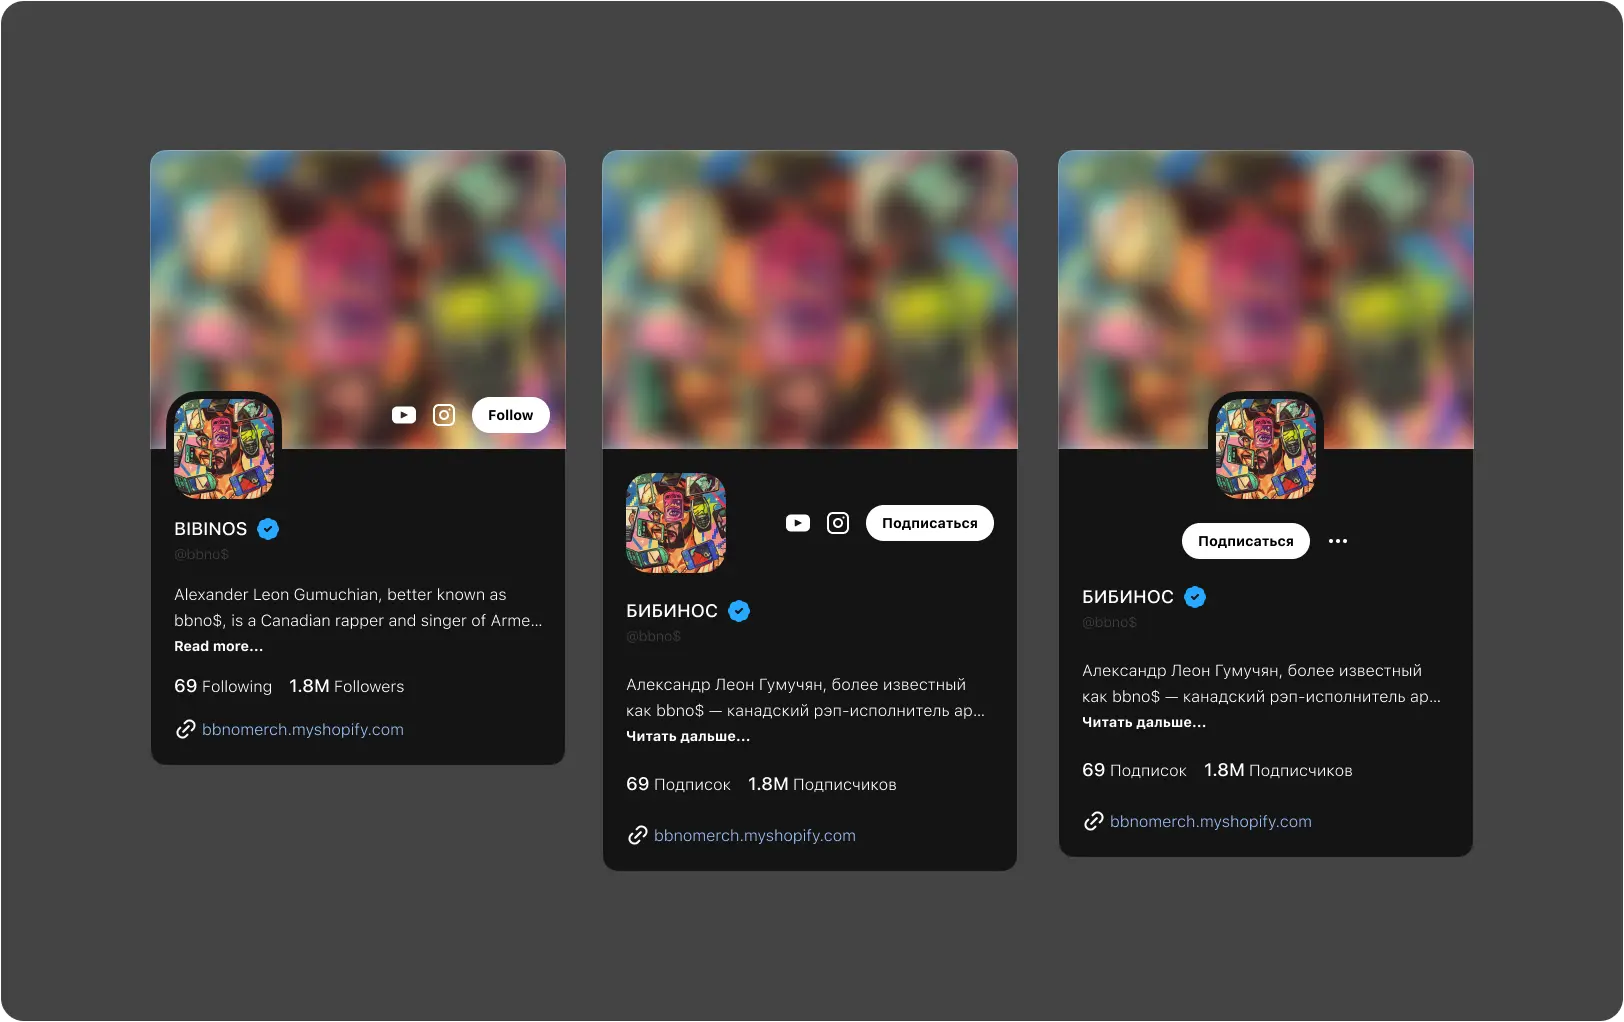 Follow
BIBINOS
@bbno$
Alexander Leon Gumuchian, better known as
bbno$, is a Canadian rapper and singer of Arme...
Read more...
69 Following 1.8M Followers
bbnomerch.myshopify.com
Подписаться
БИБИНОС
@bbno$
Александр Леон Гумучян, более известный
как bbno$ — канадский рэп-исполнитель ар...
Читать дальше...
69 Подписок 1.8M Подписчиков
bbnomerch.myshopify.com
Подписаться
БИБИНОС
@bbno$
Александр Леон Гумучян, более известный
как bbno$ — канадский рэп-исполнитель ар...
Читать дальше...
69 Подписок 1.8M Подписчиков
bbnomerch.myshopify.com